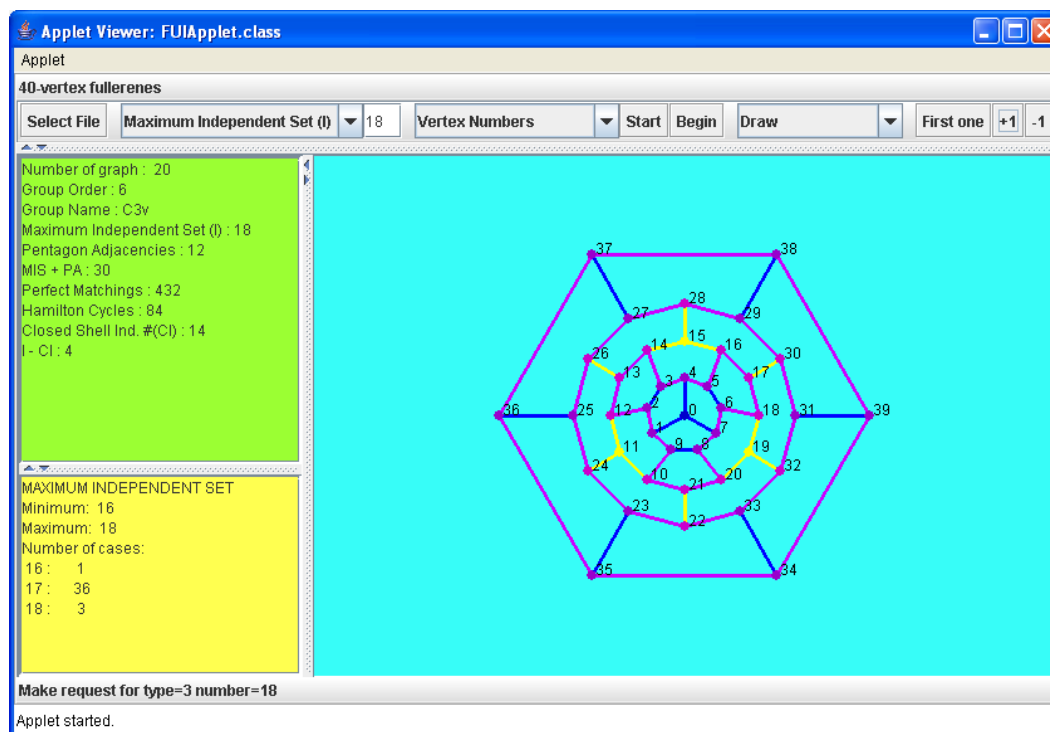 Applet Viewer: FUIApplet.class
Applet
40-vertex fullerenes
Select File Maximum Independent Set (I) 18 Vertex Numbers Start Begin Draw First one +1 -1
Number of graph : 20
Group Order : 6
Group Name : C3v
Maximum Independent Set (I) : 18
Pentagon Adjacencies : 12
MIS + PA : 30
Perfect Matchings : 432
Hamilton Cycles : 84
Closed Shell Ind. #(CI) : 14
I - CI : 4
MAXIMUM INDEPENDENT SET
Minimum: 16
Maximum: 18
Number of cases:
16 : 1
17 : 36
18 : 3
37 38
28
27 29
15
26 14 16 30
13 4 17
3 5
36 25 12 2 0 6 18 31 39
1 7
11 9 8 19
24 10 20 32
21
23 33
22
35 34
Make request for type=3 number=18
Applet started.